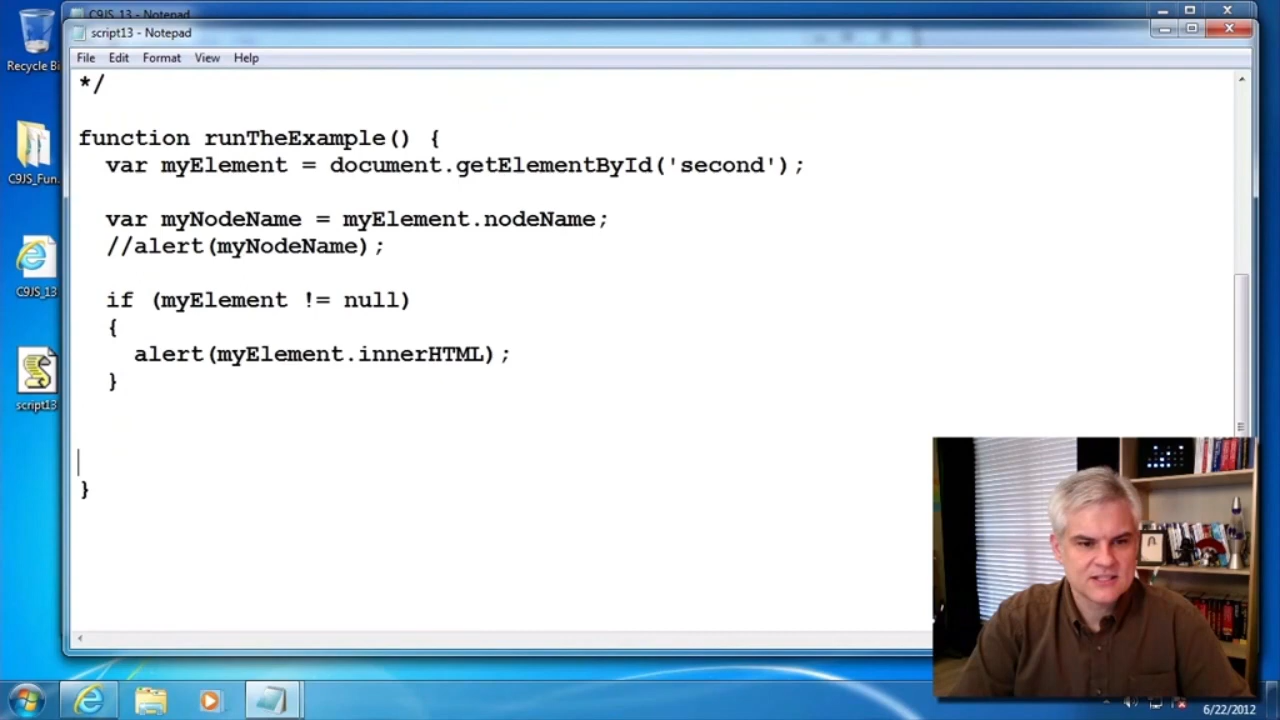 C9JS_13 - Notepad
script13 - Notepad
File Edit Format View Help
*/
function runTheExample() {
var myElement = document.getElementById('second');
var myNodeName = myElement.nodeName;
//alert(myNodeName);
if (myElement != null)
{
alert(myElement.innerHTML);
}
}
Recycle Bi
C9JS_Fun.
C9JS_13
script13
6/22/2012